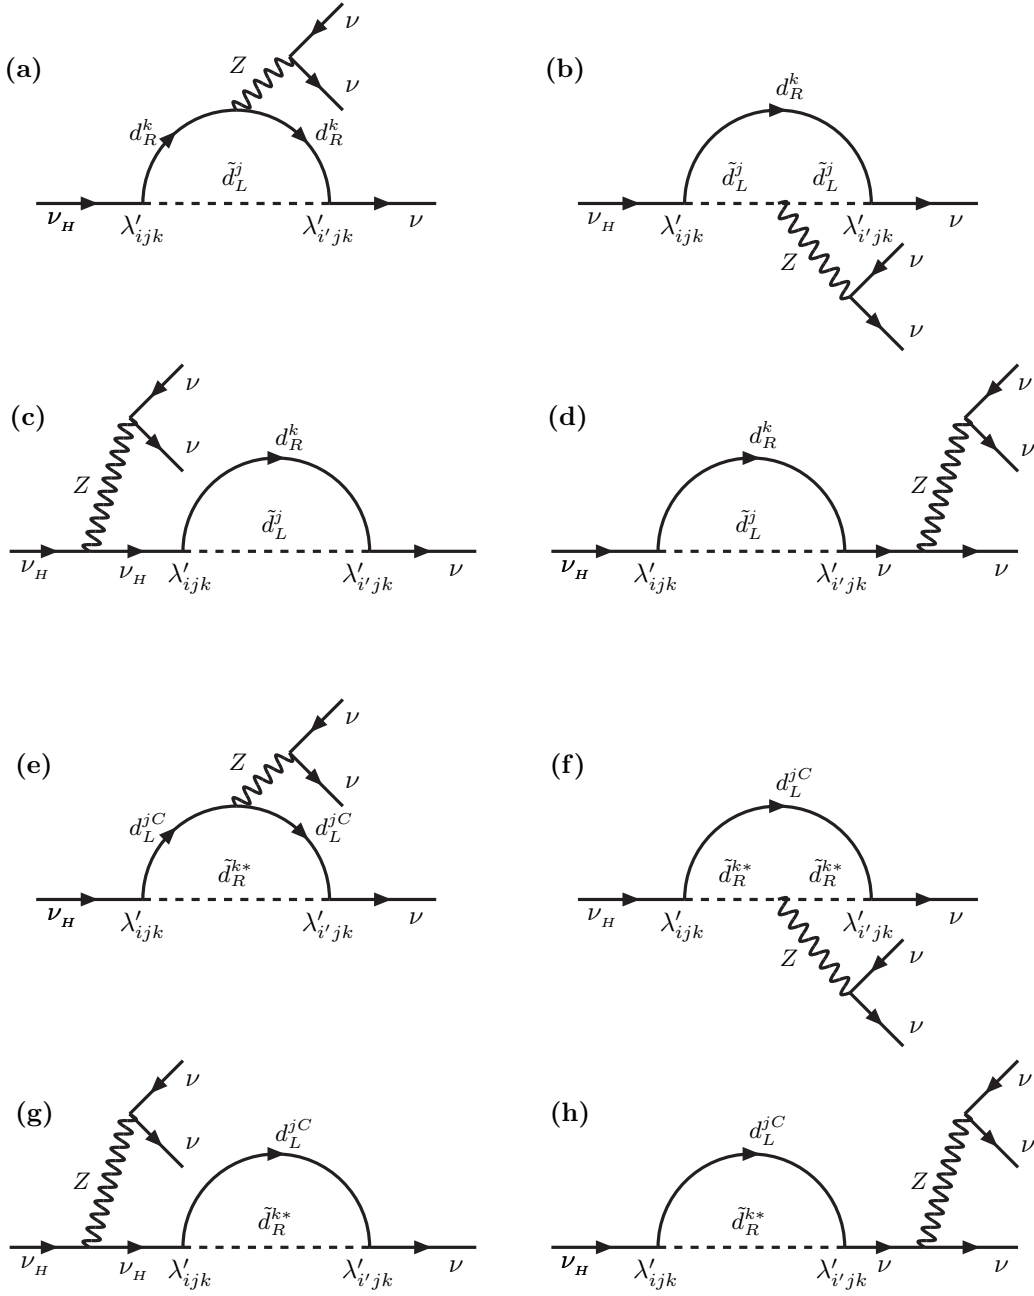 (a) Z ν ν
d_R^k d_R^k
d̃_L^j
ν_H λ'_{ijk} λ'_{i'jk} ν
(b) d_R^k
d̃_L^j d̃_L^j
ν_H λ'_{ijk} λ'_{i'jk} ν
Z ν ν
(c) Z ν ν
d_R^k
d̃_L^j
ν_H ν_H λ'_{ijk} λ'_{i'jk} ν
(d) d_R^k
d̃_L^j
Z ν ν
ν_H λ'_{ijk} λ'_{i'jk} ν ν
(e) Z ν ν
d_L^{jC} d_L^{jC}
d̃_R^{k*}
ν_H λ'_{ijk} λ'_{i'jk} ν
(f) d_L^{jC}
d̃_R^{k*} d̃_R^{k*}
ν_H λ'_{ijk} λ'_{i'jk} ν
Z ν ν
(g) Z ν ν
d_L^{jC}
d̃_R^{k*}
ν_H ν_H λ'_{ijk} λ'_{i'jk} ν
(h) d_L^{jC}
d̃_R^{k*}
Z ν ν
ν_H λ'_{ijk} λ'_{i'jk} ν ν